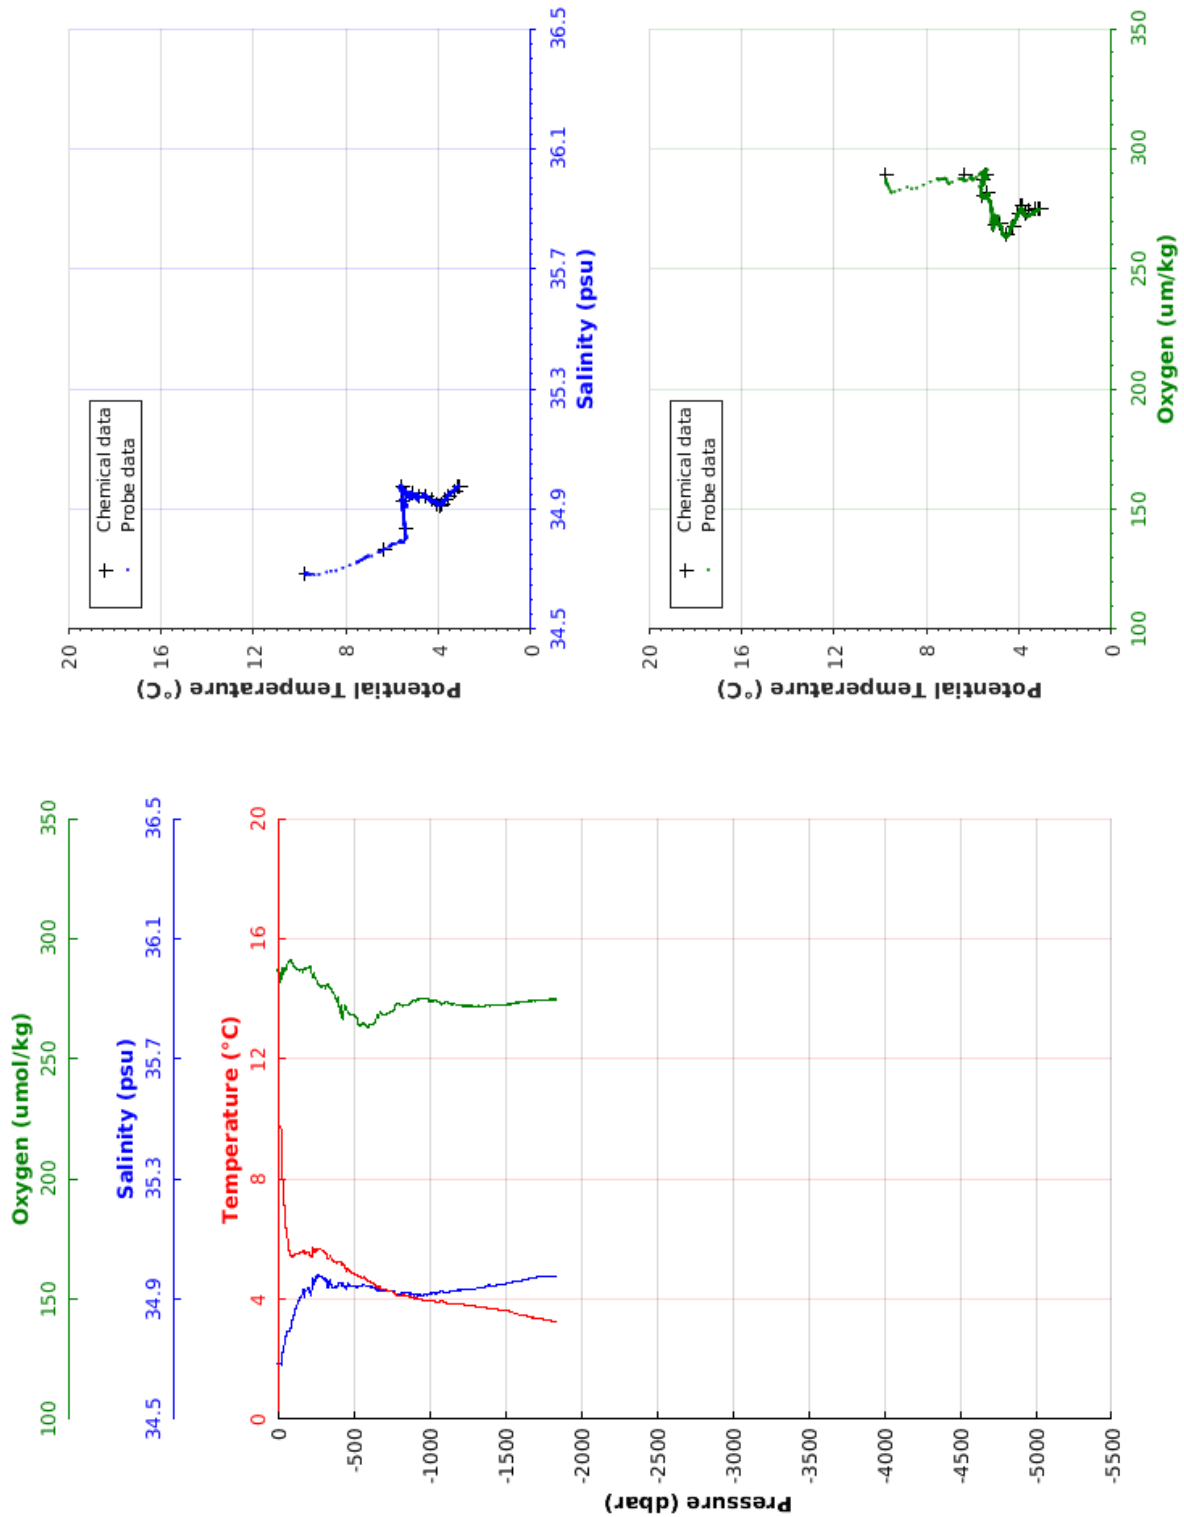 Oxygen (umol/kg)
100 150 200 250 300 350
Salinity (psu)
34.5 34.9 35.3 35.7 36.1 36.5
Temperature (°C)
0 4 8 12 16 20
Pressure (dbar)
0
-500
-1000
-1500
-2000
-2500
-3000
-3500
-4000
-4500
-5000
-5500
Potential Temperature (°C)
20
16
12
8
4
0
Chemical data
Probe data
34.5 34.9 35.3 35.7 36.1 36.5
Salinity (psu)
Potential Temperature (°C)
20
16
12
8
4
0
Chemical data
Probe data
100 150 200 250 300 350
Oxygen (um/kg)